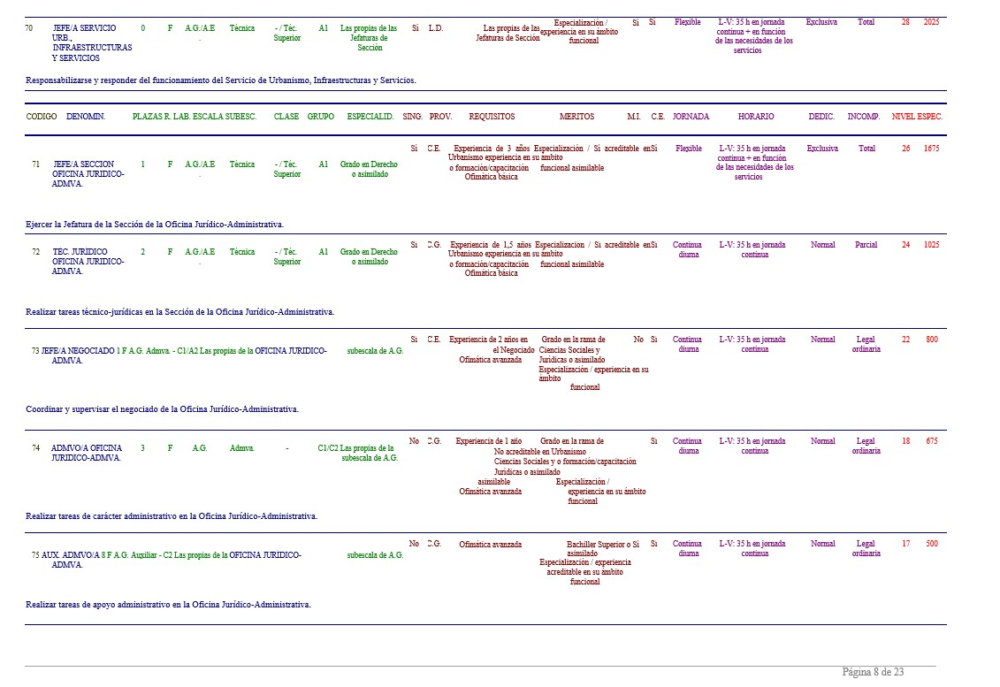 70 JEFE/A SERVICIO 0 F A.G./A.E Técnica - / Téc. A1 Las propias de las Si L.D. Las propias de las Especialización / Si Si Flexible L-V: 35 h en jornada Exclusiva Total 28 2025
URB., . Superior Jefaturas de Jefaturas de Sección experiencia en su ámbito continua + en función
INFRAESTRUCTURAS Sección funcional de las necesidades de los
Y SERVICIOS servicios
Responsabilizarse y responder del funcionamiento del Servicio de Urbanismo, Infraestructuras y Servicios.
CODIGO DENOMIN. PLAZAS R. LAB. ESCALA SUBESC. CLASE GRUPO ESPECIALID. SING. PROV. REQUISITOS MERITOS M.I. C.E. JORNADA HORARIO DEDIC. INCOMP. NIVEL ESPEC.
Si C.E. Experiencia de 3 años Especialización / Si acreditable en Si Flexible L-V: 35 h en jornada Exclusiva Total 26 1675
Urbanismo experiencia en su ámbito continua + en función
71 JEFE/A SECCION 1 F A.G./A.E Técnica - / Téc. A1 Grado en Derecho o formación/capacitación funcional asimilable de las necesidades de los
OFICINA JURIDICO- . Superior o asimilado Ofimática básica servicios
ADMVA.
Ejercer la Jefatura de la Sección de la Oficina Jurídico-Administrativa.
Si C.G. Experiencia de 1,5 años Especialización / Si acreditable en Si Continua L-V: 35 h en jornada Normal Parcial 24 1025
72 TÉC. JURÍDICO 2 F A.G./A.E Técnica - / Téc. A1 Grado en Derecho Urbanismo experiencia en su ámbito diurna continua
OFICINA JURIDICO- . Superior o asimilado o formación/capacitación funcional asimilable
ADMVA. Ofimática básica
Realizar tareas técnico-jurídicas en la Sección de la Oficina Jurídico-Administrativa.
Si C.E. Experiencia de 2 años en Grado en la rama de No Si Continua L-V: 35 h en jornada Normal Legal 22 800
73 JEFE/A NEGOCIADO 1 F A.G. Admva. - C1/A2 Las propias de la OFICINA JURIDICO- subescala de A.G. el Negociado Ciencias Sociales y diurna continua ordinaria
ADMVA. Ofimática avanzada Jurídicas o asimilado
Especialización / experiencia en su
ámbito
funcional
Coordinar y supervisar el negociado de la Oficina Jurídico-Administrativa.
No C.G. Experiencia de 1 año Grado en la rama de Si Continua L-V: 35 h en jornada Normal Legal 18 675
74 ADMVO/A OFICINA 3 F A.G. Admva. - C1/C2 Las propias de la No acreditable en Urbanismo diurna continua ordinaria
JURIDICO-ADMVA. subescala de A.G. Ciencias Sociales y o formación/capacitación
Jurídicas o asimilado
asimilable Especialización /
Ofimática avanzada experiencia en su ámbito
funcional
Realizar tareas de carácter administrativo en la Oficina Jurídico-Administrativa.
No C.G. Ofimática avanzada Bachiller Superior o Si Si Continua L-V: 35 h en jornada Normal Legal 17 500
75 AUX. ADMVO/A 8 F A.G. Auxiliar - C2 Las propias de la OFICINA JURIDICO- subescala de A.G. asimilado diurna continua ordinaria
ADMVA. Especialización / experiencia
acreditable en su ámbito
funcional
Realizar tareas de apoyo administrativo en la Oficina Jurídico-Administrativa.
Página 8 de 23